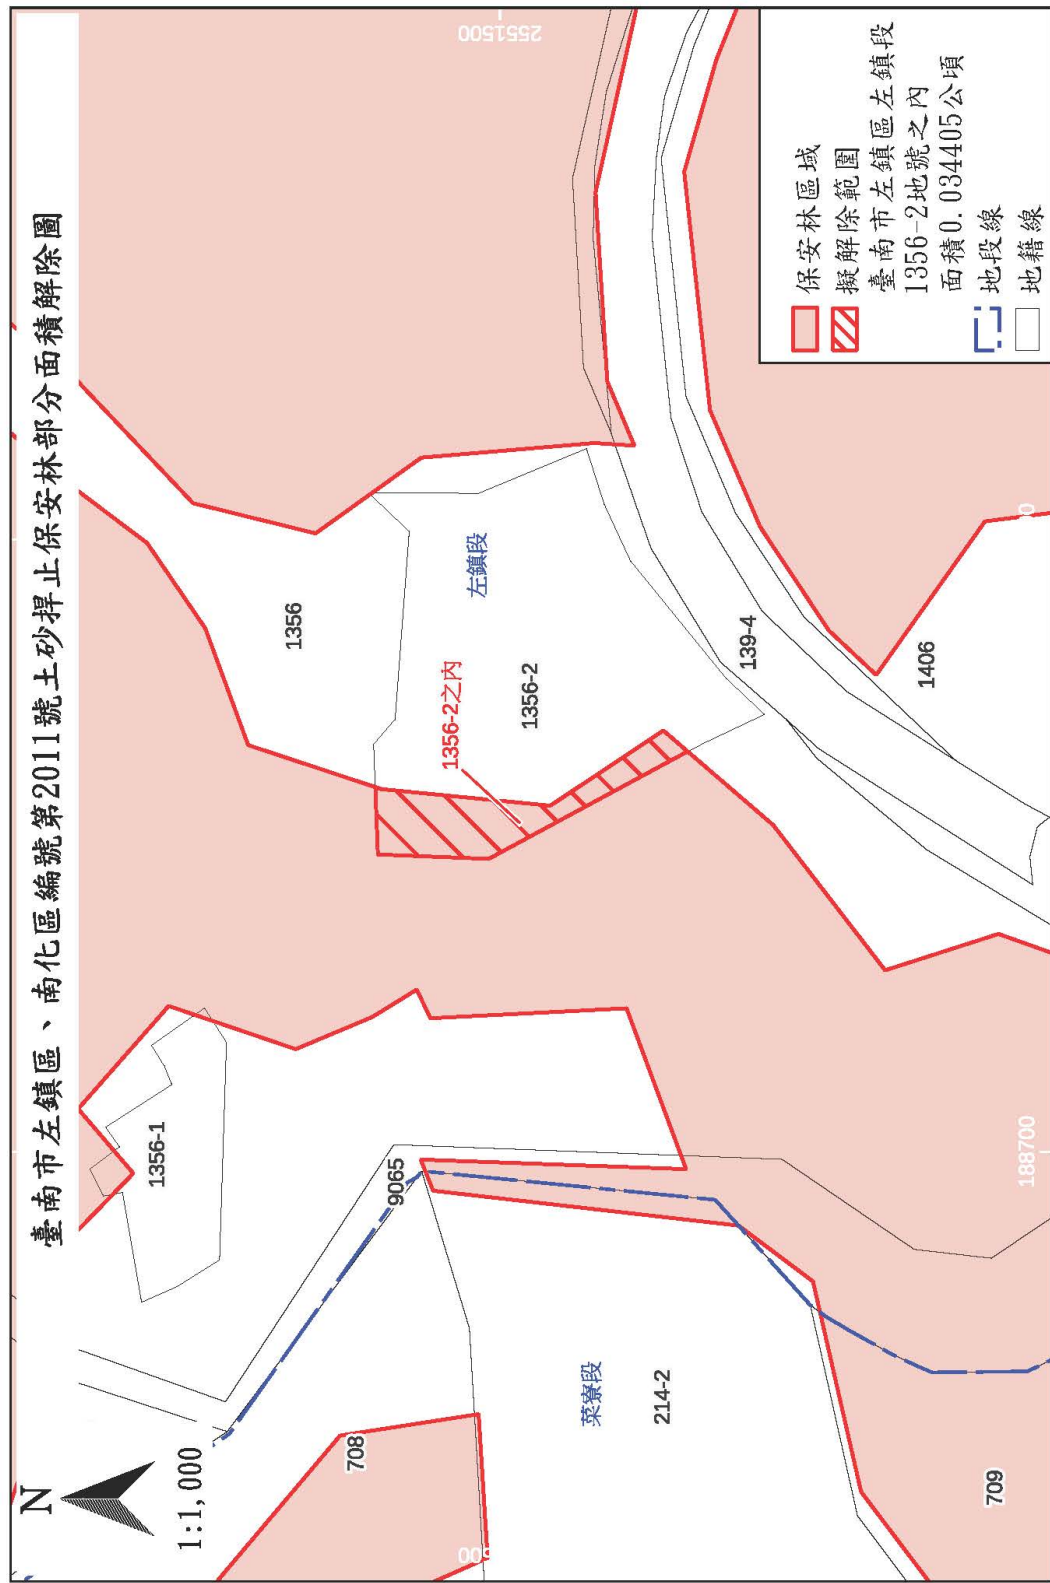 臺南市左鎮區、南化區編號第2011號土砂捍止保安林部分面積解除圖
N
1:1,000
2551500
1356-1
1356
左鎮段
1356-2之內
1356-2
139-4
1406
9065
708
菜寮段
214-2
709
188700
保安林區域
擬解除範圍
臺南市左鎮區左鎮段
1356-2地號之內
面積0.034405公頃
地段線
地籍線